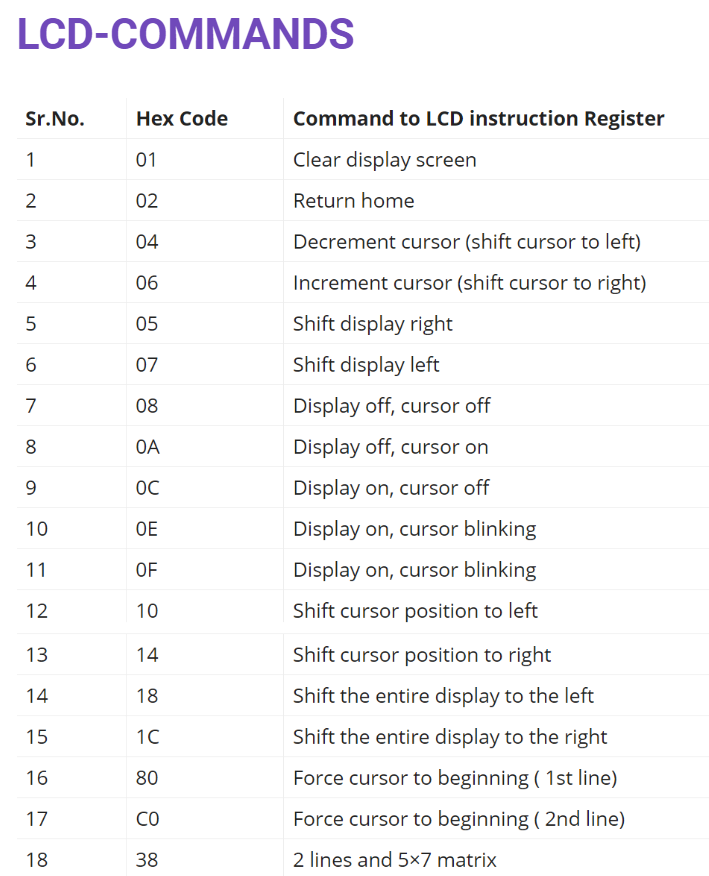 LCD-COMMANDS
Sr.No. Hex Code Command to LCD instruction Register
1 01 Clear display screen
2 02 Return home
3 04 Decrement cursor (shift cursor to left)
4 06 Increment cursor (shift cursor to right)
5 05 Shift display right
6 07 Shift display left
7 08 Display off, cursor off
8 0A Display off, cursor on
9 0C Display on, cursor off
10 0E Display on, cursor blinking
11 0F Display on, cursor blinking
12 10 Shift cursor position to left
13 14 Shift cursor position to right
14 18 Shift the entire display to the left
15 1C Shift the entire display to the right
16 80 Force cursor to beginning ( 1st line)
17 C0 Force cursor to beginning ( 2nd line)
18 38 2 lines and 5×7 matrix